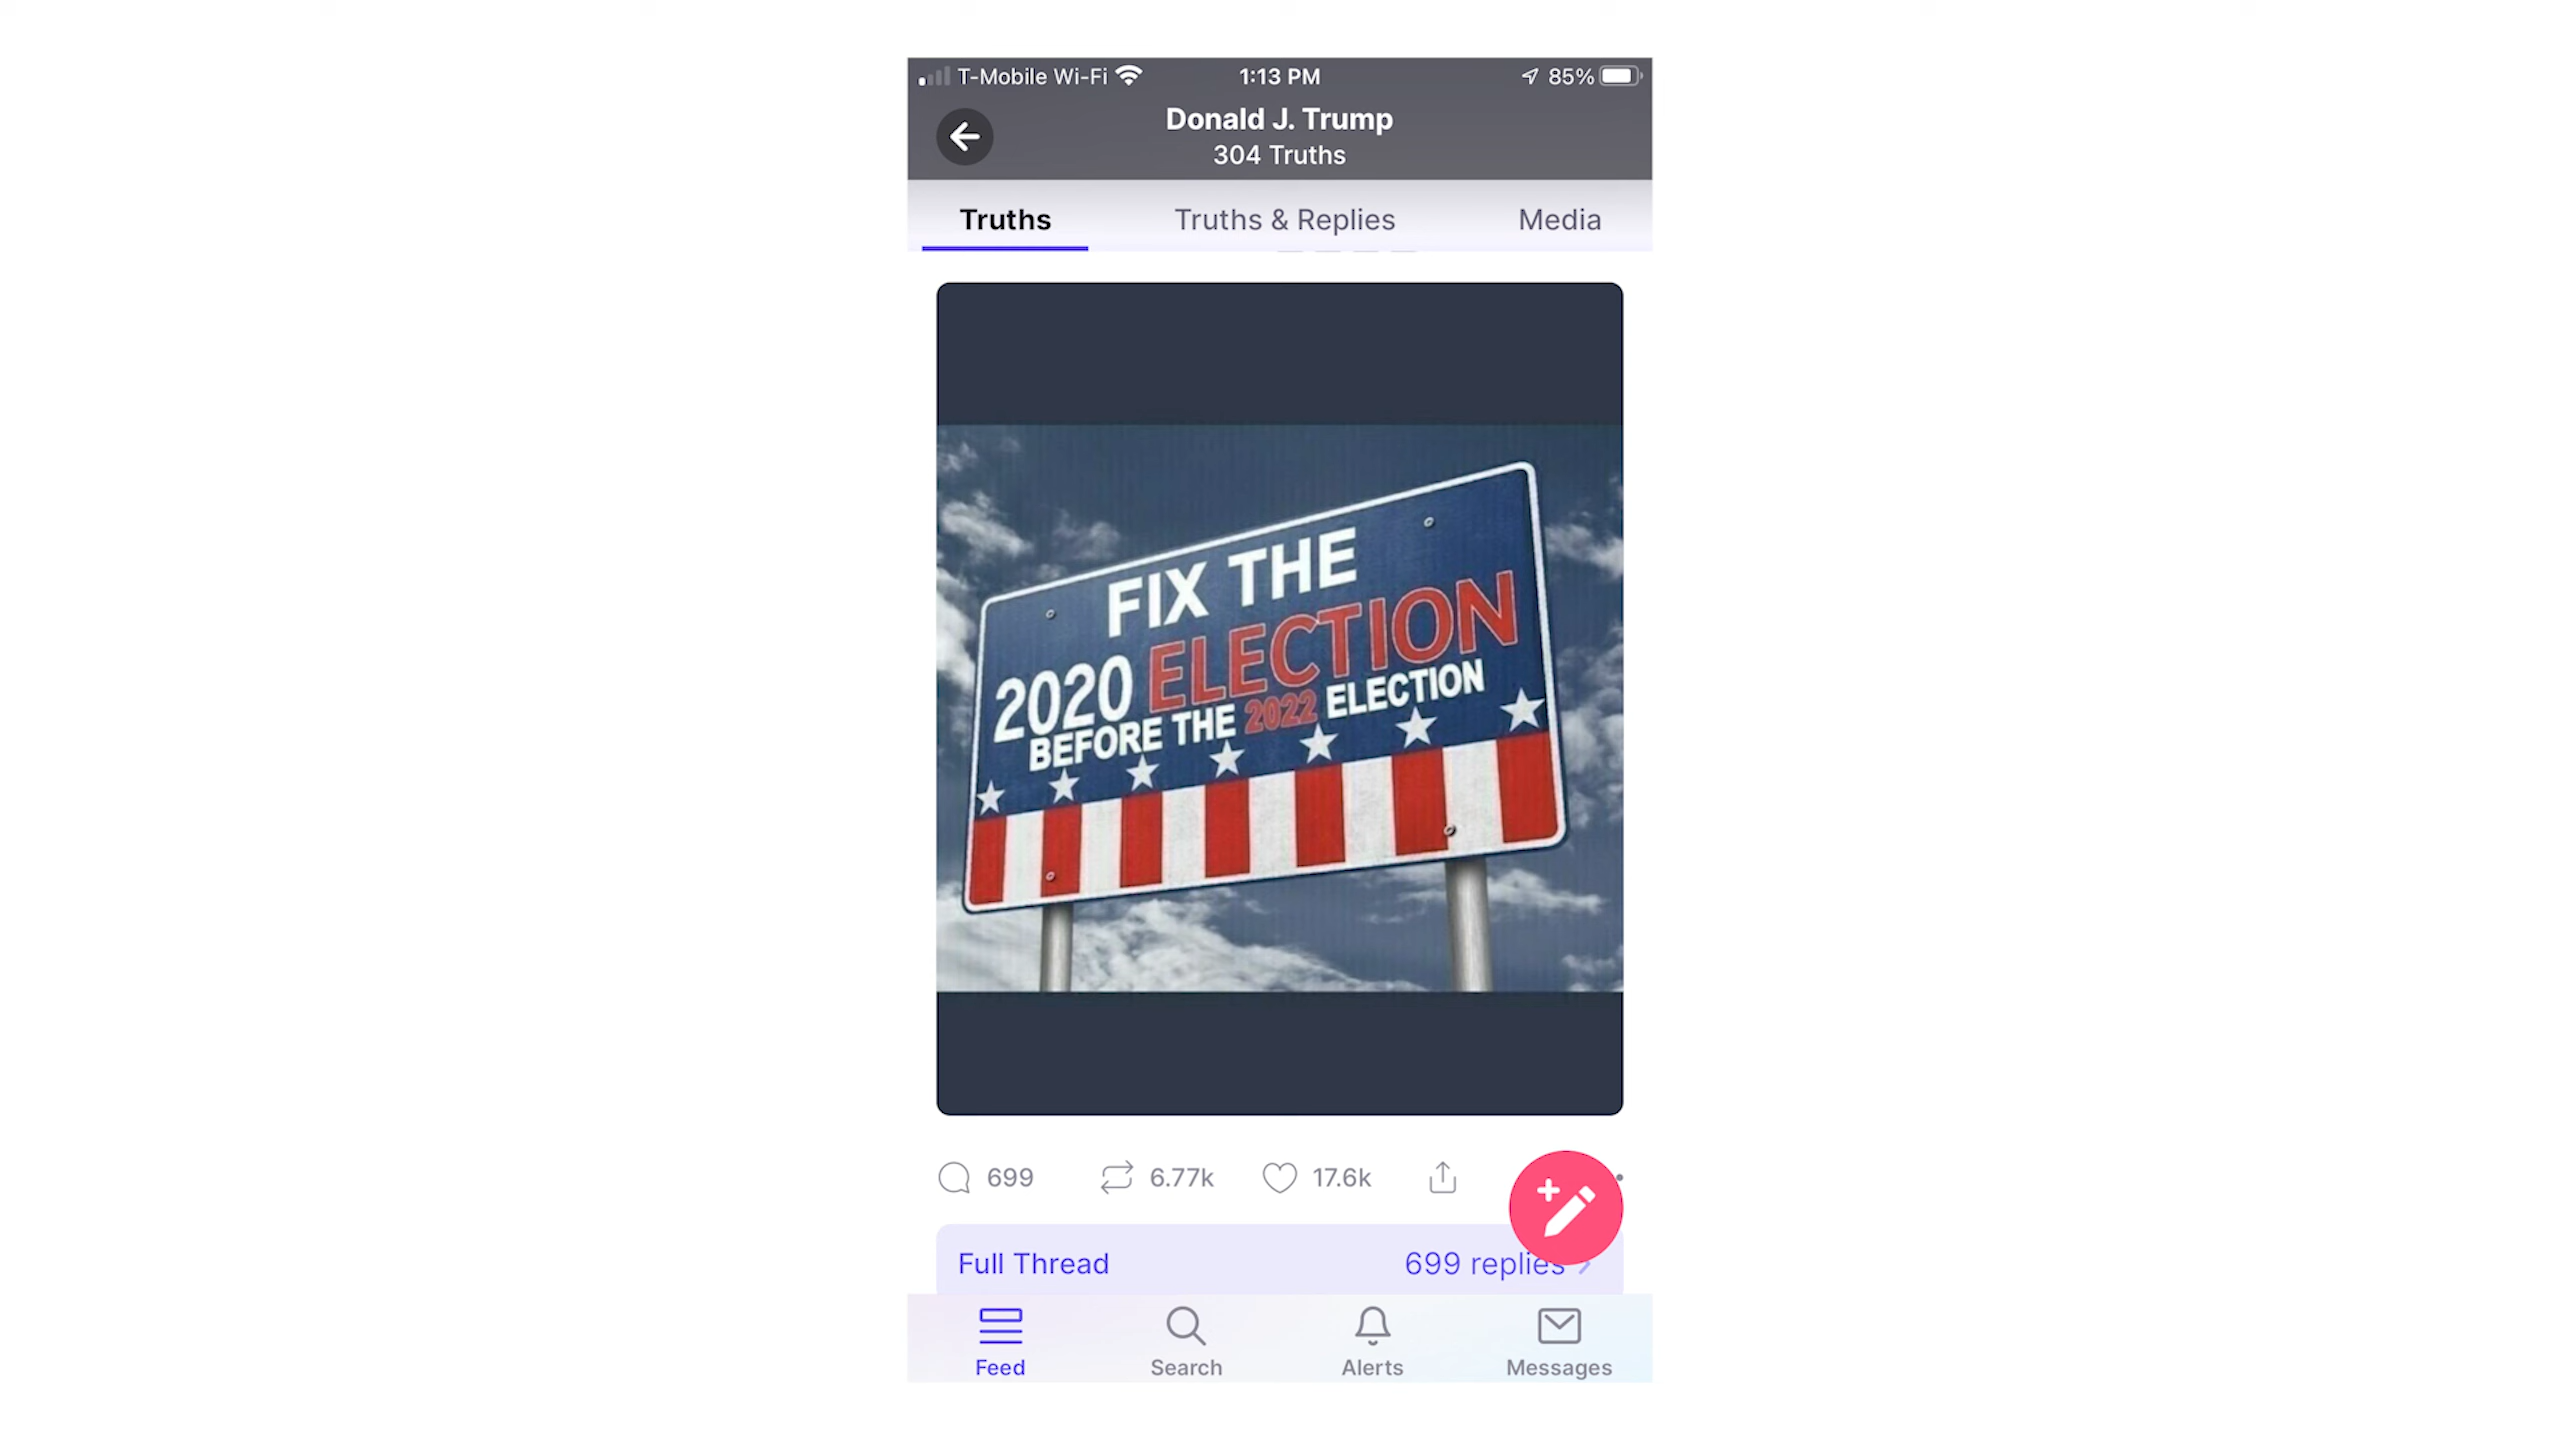 T-Mobile Wi-Fi 1:13 PM 85%
Donald J. Trump
304 Truths
Truths Truths & Replies Media
FIX THE
2020 ELECTION
BEFORE THE 2022 ELECTION
699 6.77k 17.6k
Full Thread 699 replies
Feed Search Alerts Messages